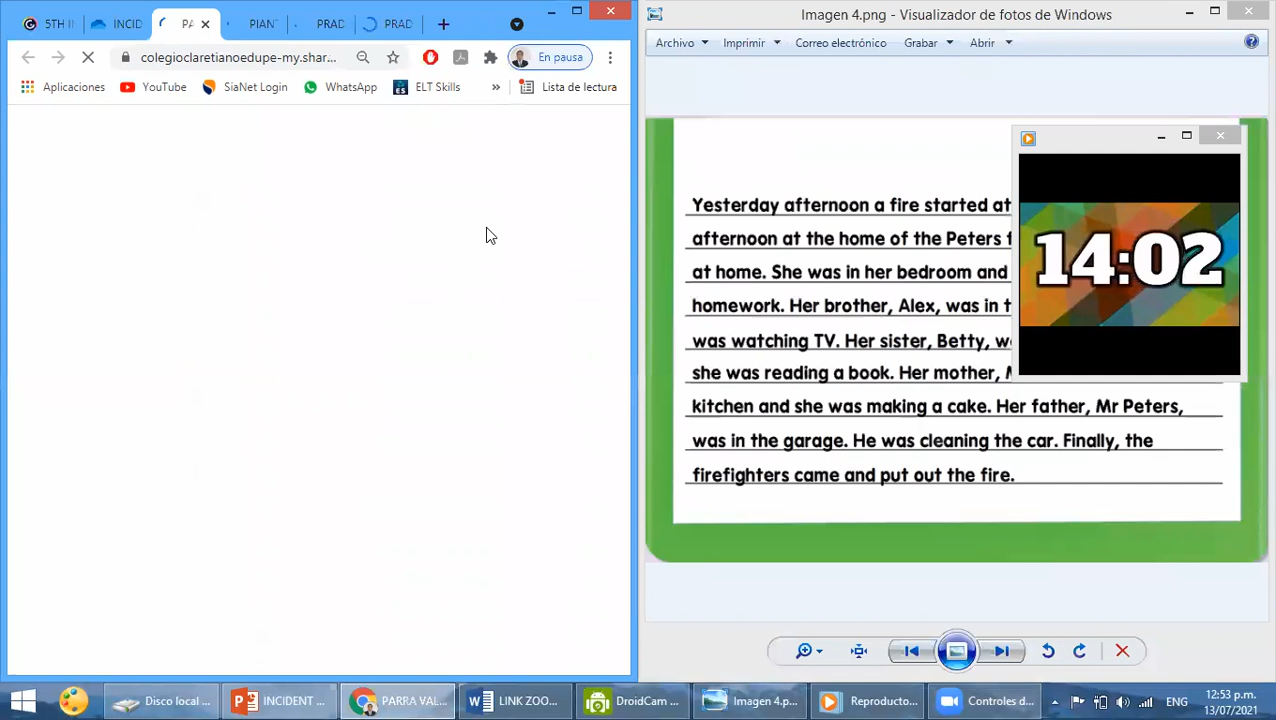 5TH I
INCID
PA
PIAN
PRAD
PRAD
colegioclaretianoedupe-my.shar...
En pausa
Aplicaciones
YouTube
SiaNet Login
WhatsApp
ELT Skills
»
Lista de lectura
Imagen 4.png - Visualizador de fotos de Windows
Archivo
Imprimir
Correo electrónico
Grabar
Abrir
Yesterday afternoon a fire started at
afternoon at the home of the Peters
at home. She was in her bedroom and
homework. Her brother, Alex, was in
was watching TV. Her sister, Betty,
she was reading a book. Her mother,
kitchen and she was making a cake. Her father, Mr Peters,
was in the garage. He was cleaning the car. Finally, the
firefighters came and put out the fire.
14:02
Disco local ...
INCIDENT
PARRA VAL...
LINK ZOO...
DroidCam ...
Imagen 4.p...
Reproducto...
Controles d...
ENG
12:53 p.m.
13/07/2021